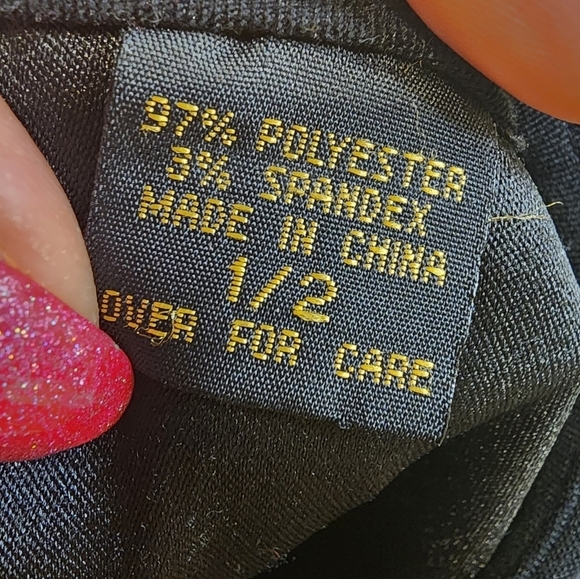 97% POLYESTER
3% SPANDEX
MADE IN CHINA
1/2
OVER FOR CARE